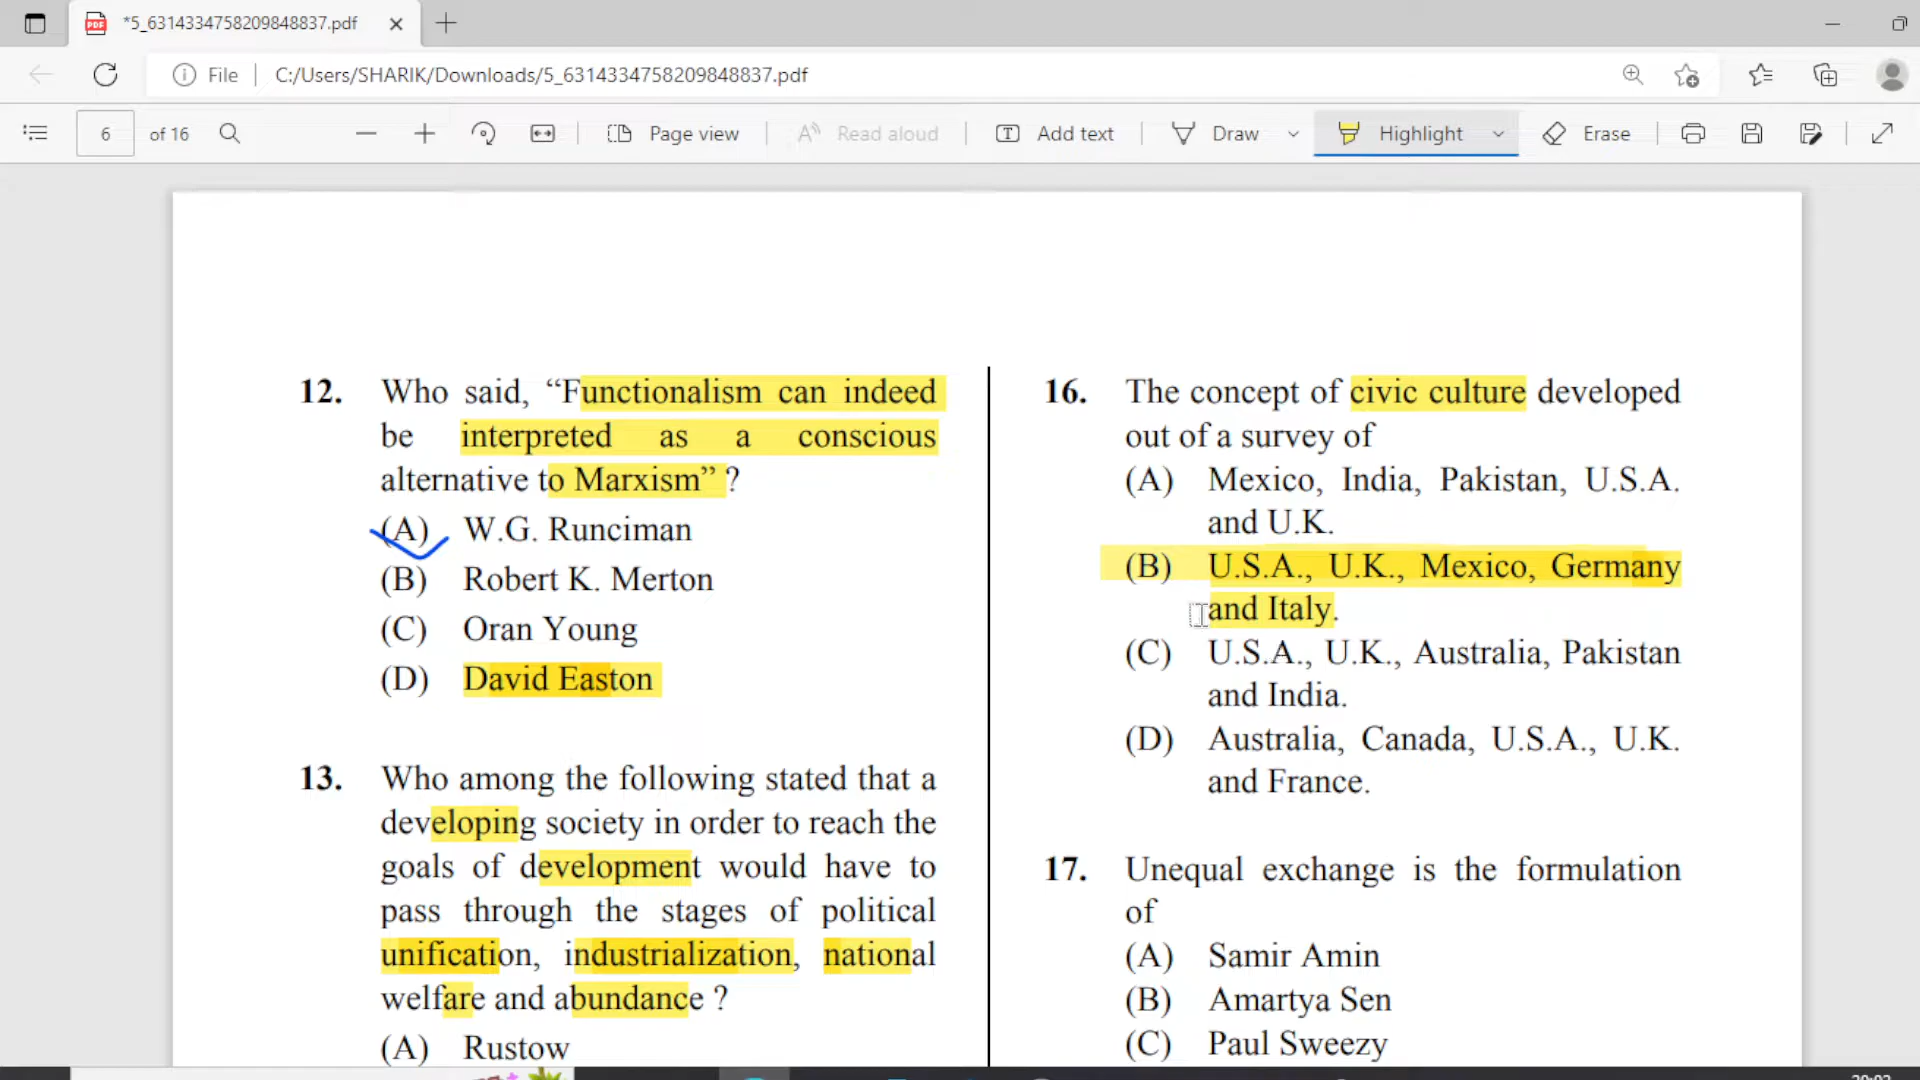 *5_6314334758209848837.pdf
File
C:/Users/SHARIK/Downloads/5_6314334758209848837.pdf
6 of 16
Page view
Read aloud
Add text
Draw
Highlight
Erase
12. Who said, “Functionalism can indeed
be interpreted as a conscious
alternative to Marxism” ?
(A) W.G. Runciman
(B) Robert K. Merton
(C) Oran Young
(D) David Easton
13. Who among the following stated that a
developing society in order to reach the
goals of development would have to
pass through the stages of political
unification, industrialization, national
welfare and abundance ?
(A) Rustow
16. The concept of civic culture developed
out of a survey of
(A) Mexico, India, Pakistan, U.S.A.
and U.K.
(B) U.S.A., U.K., Mexico, Germany
and Italy.
(C) U.S.A., U.K., Australia, Pakistan
and India.
(D) Australia, Canada, U.S.A., U.K.
and France.
17. Unequal exchange is the formulation
of
(A) Samir Amin
(B) Amartya Sen
(C) Paul Sweezy